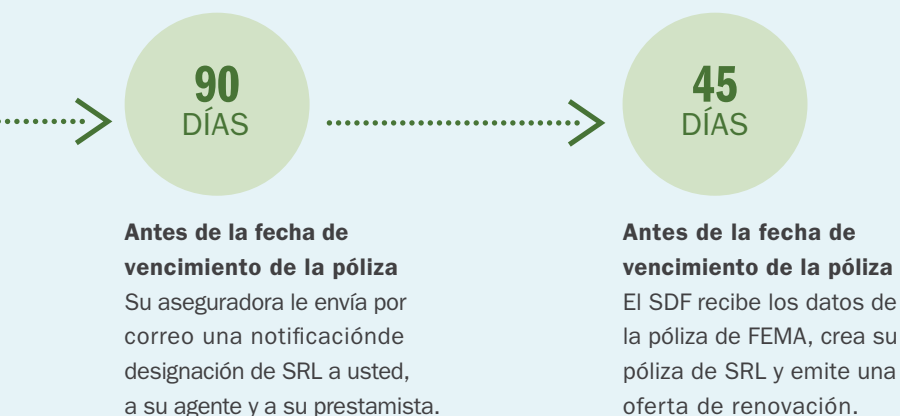 90
DÍAS
Antes de la fecha de
vencimiento de la póliza
Su aseguradora le envía por
correo una notificaciónde
designación de SRL a usted,
a su agente y a su prestamista.
45
DÍAS
Antes de la fecha de
vencimiento de la póliza
El SDF recibe los datos de
la póliza de FEMA, crea su
póliza de SRL y emite una
oferta de renovación.